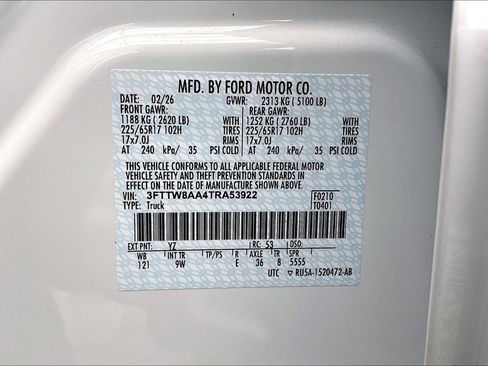 MFD. BY FORD MOTOR CO.
DATE: 02/26 GVWR: 2313 KG ( 5100 LB)
FRONT GAWR: REAR GAWR:
1188 KG ( 2620 LB) WITH 1252 KG ( 2760 LB) WITH
225/65R17 102H TIRES 225/65R17 102H TIRES
17x7.0J RIMS 17x7.0J RIMS
AT 240 kPa/ 35 PSI COLD AT 240 kPa/ 35 PSI COLD
THIS VEHICLE CONFORMS TO ALL APPLICABLE FEDERAL MOTOR
VEHICLE SAFETY AND THEFT PREVENTION STANDARDS IN
EFFECT ON THE DATE OF MANUFACTURE SHOWN ABOVE.
VIN: 3FTTW8AA4TRA53922 F0210
TYPE: Truck T0401
EXT PNT: YZ RC: 53 DSO:
WB INT TR TP/PS R AXLE TR SPR
121 9W E 36 8 5555
UTC RU5A-1520472-AB